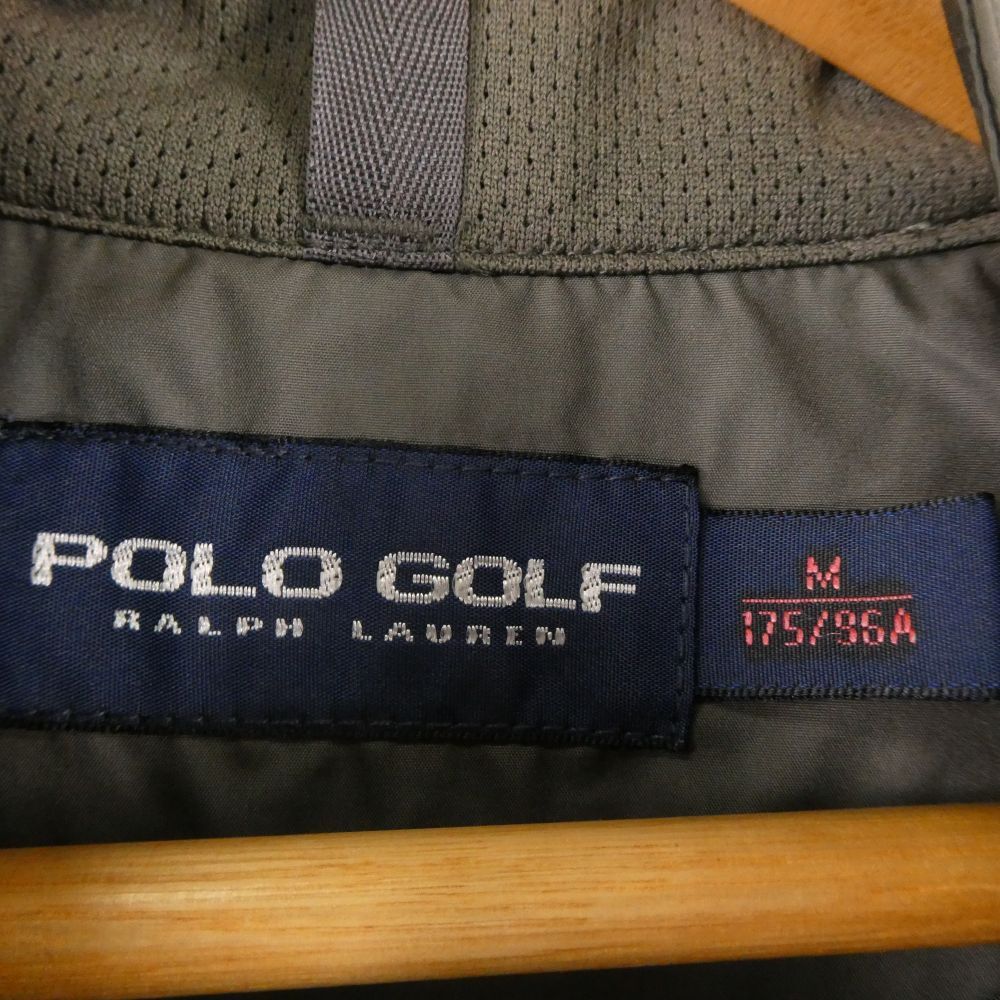 POLO GOLF
RALPH LAUREN
M
175/96A